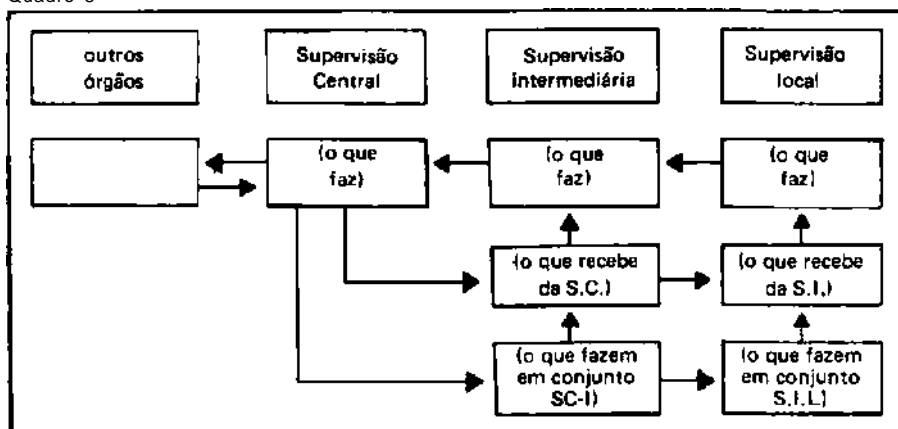 Quadro 3
outros
órgãos
Supervisão
Central
Supervisão
intermediária
Supervisão
local
(o que
faz)
(o que
faz)
(o que
faz)
(o que recebe
da S.C.)
(o que recebe
da S.I.)
(o que fazem
em conjunto
SC-I)
(o que fazem
em conjunto
S.I.L)